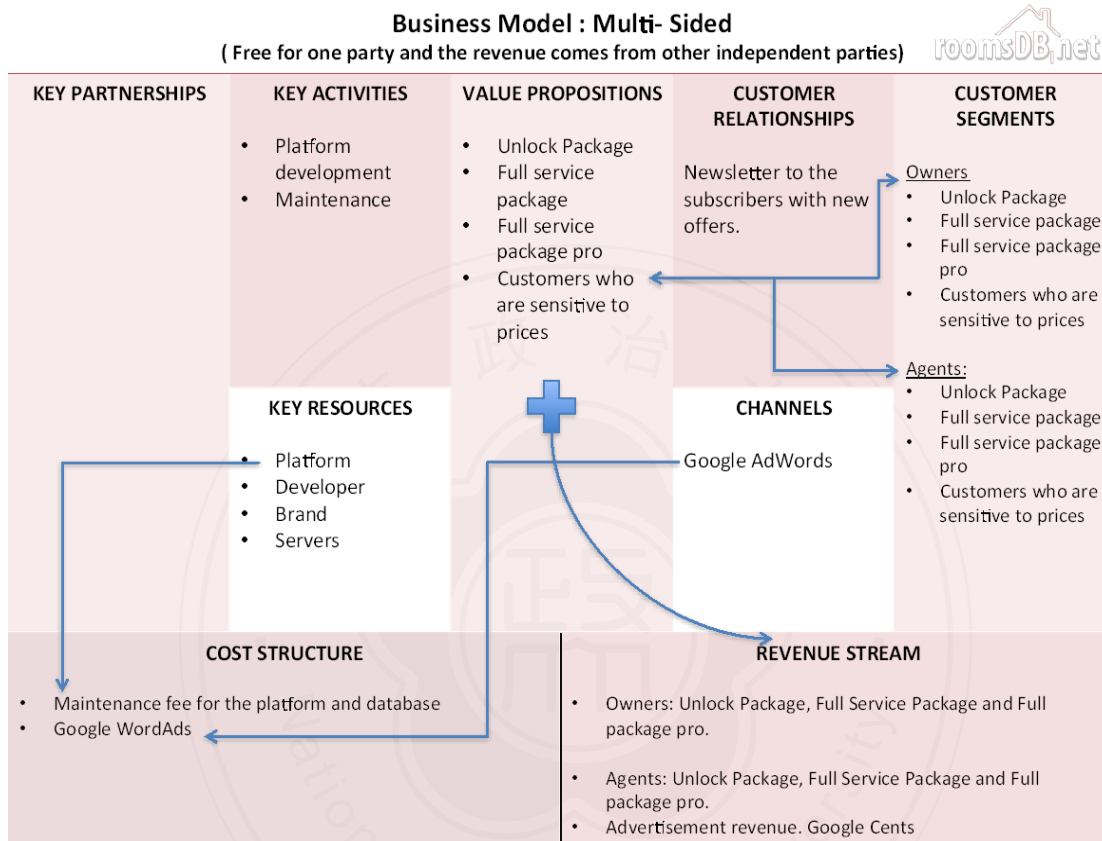 Business Model : Multi- Sided
( Free for one party and the revenue comes from other independent parties)
roomsDB.net
KEY PARTNERSHIPS
KEY ACTIVITIES
• Platform
development
• Maintenance
VALUE PROPOSITIONS
• Unlock Package
• Full service
package
• Full service
package pro
• Customers who
are sensitive to
prices
CUSTOMER
RELATIONSHIPS
Newsletter to the
subscribers with new
offers.
CUSTOMER
SEGMENTS
Owners
• Unlock Package
• Full service package
• Full service package
pro
• Customers who are
sensitive to prices
Agents:
• Unlock Package
• Full service package
• Full service package
pro
• Customers who are
sensitive to prices
KEY RESOURCES
• Platform
• Developer
• Brand
• Servers
CHANNELS
Google AdWords
COST STRUCTURE
• Maintenance fee for the platform and database
• Google WordAds
REVENUE STREAM
• Owners: Unlock Package, Full Service Package and Full
package pro.
• Agents: Unlock Package, Full Service Package and Full
package pro.
• Advertisement revenue. Google Cents
政 治